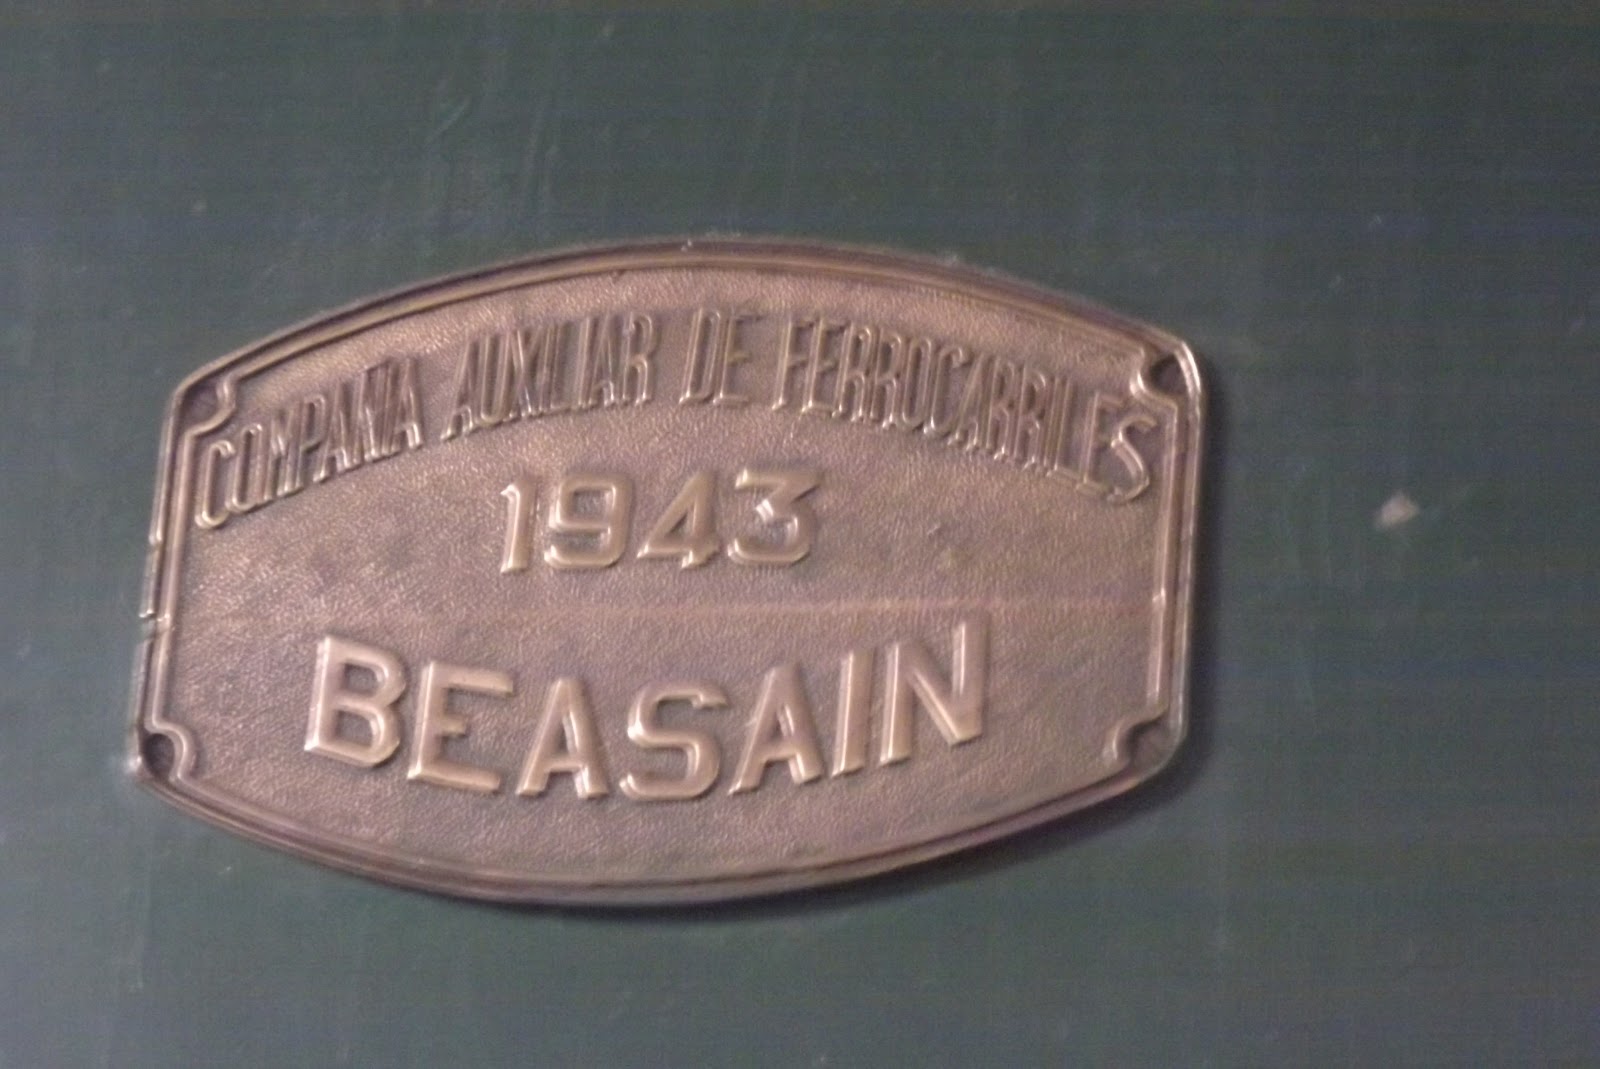 COMPAÑIA AUXILIAR DE FERROCARRILES
1943
BEASAIN